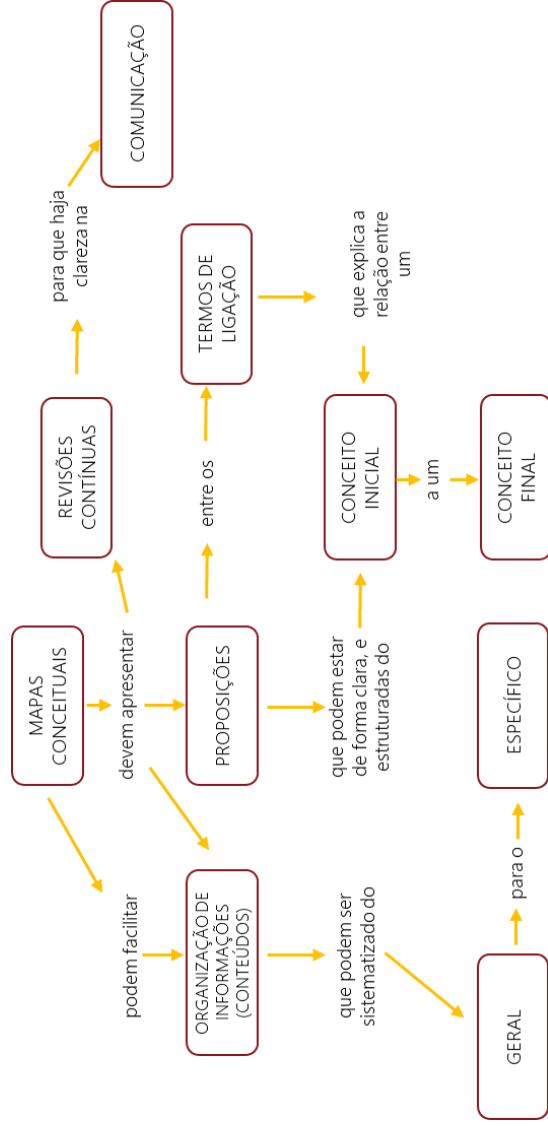 MAPAS
CONCEITUAIS
podem facilitar
devem apresentar
REVISÕES
CONTÍNUAS
para que haja
clareza na
COMUNICAÇÃO
ORGANIZAÇÃO DE
INFORMAÇÕES
(CONTEÚDOS)
PROPOSIÇÕES
entre os
TERMOS DE
LIGAÇÃO
que podem ser
sistematizado do
que podem estar
de forma clara, e
estruturadas do
CONCEITO
INICIAL
que explica a
relação entre
um
a um
GERAL
para o
ESPECÍFICO
CONCEITO
FINAL